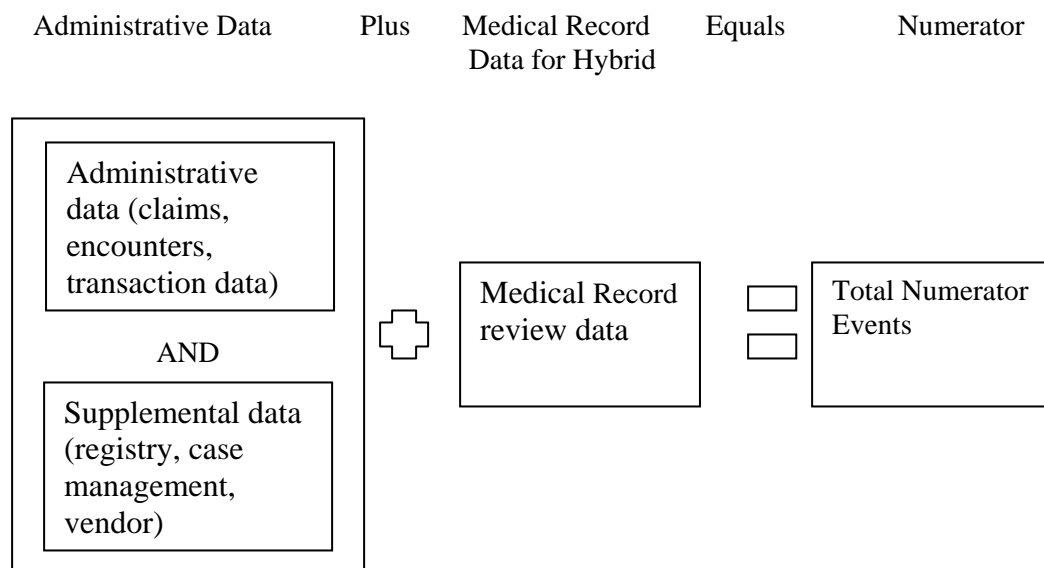 Administrative Data Plus Medical Record Equals Numerator
Data for Hybrid
Administrative
data (claims,
encounters,
transaction data)
AND
Supplemental data
(registry, case
management,
vendor)
Medical Record
review data
Total Numerator
Events